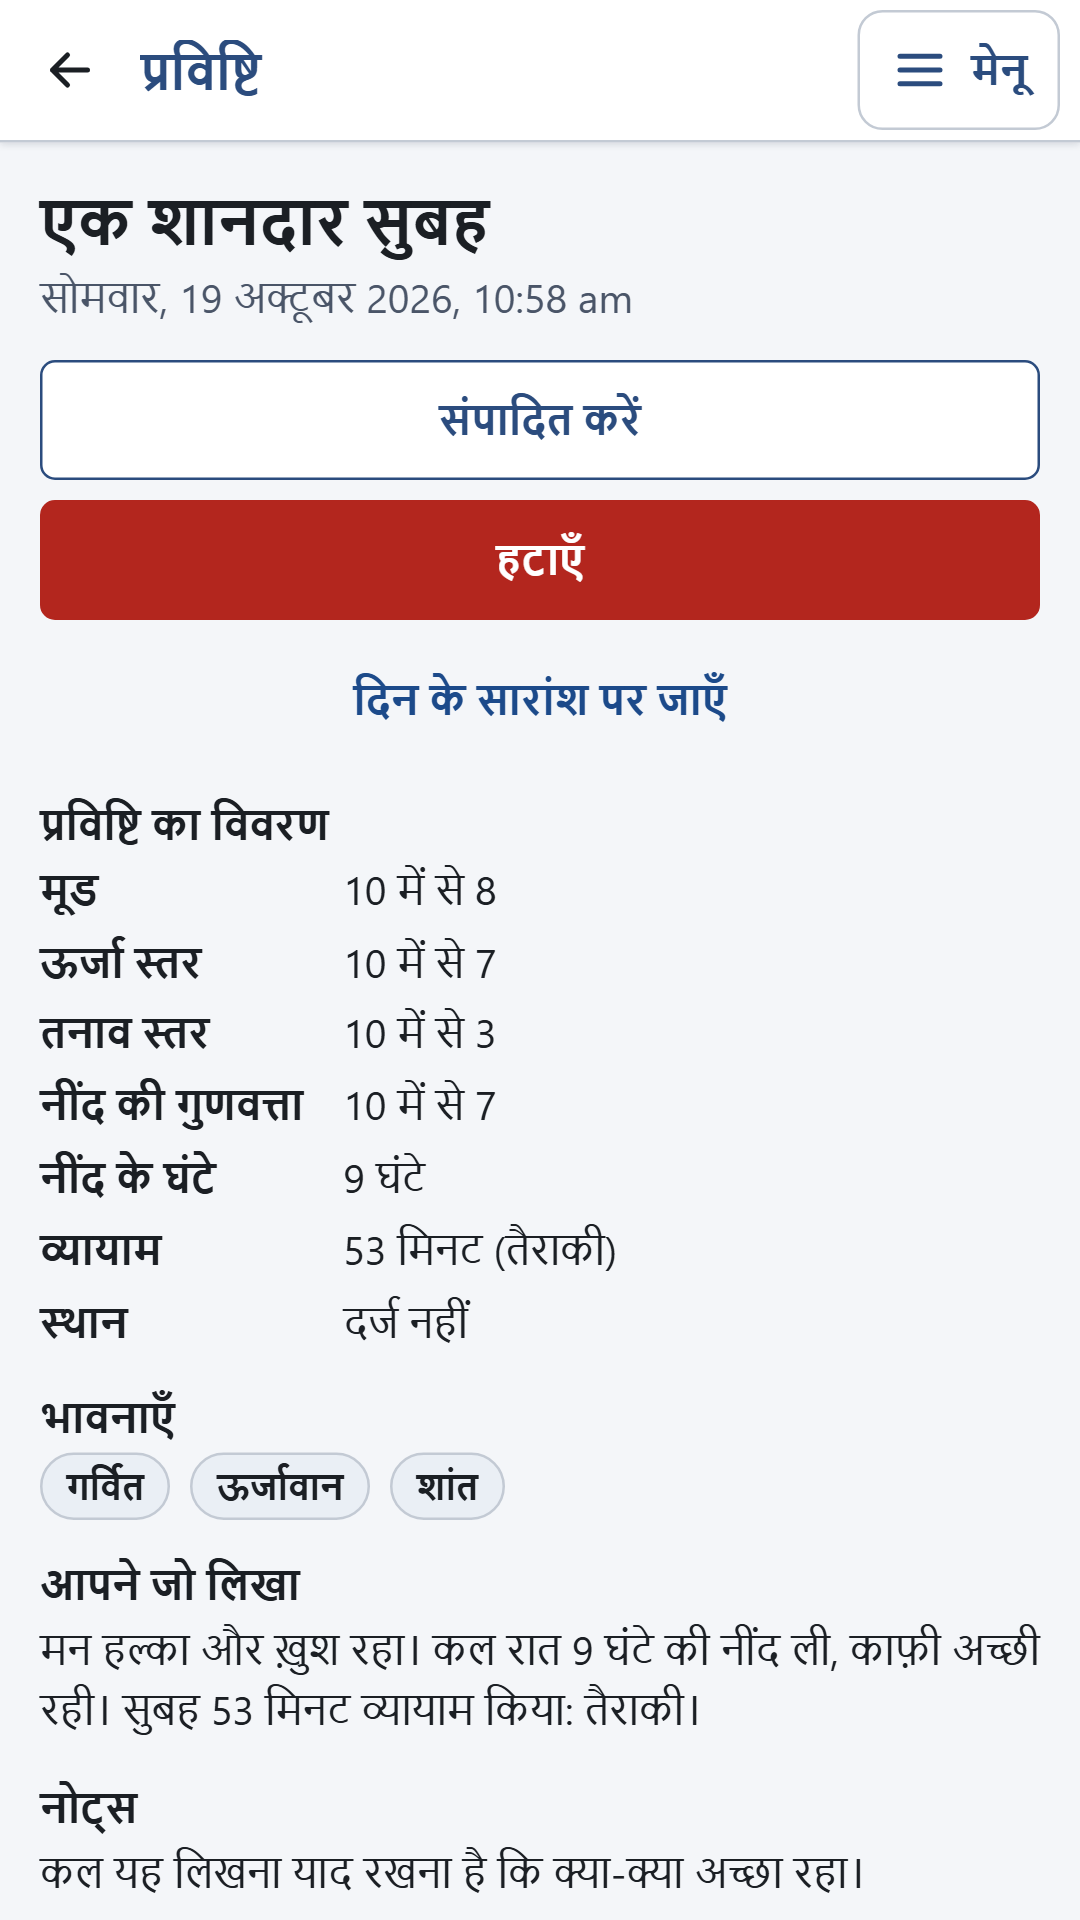 प्रविष्टि
मेनू
एक शानदार सुबह
सोमवार, 19 अक्टूबर 2026, 10:58 am
संपादित करें
हटाएँ
दिन के सारांश पर जाएँ
प्रविष्टि का विवरण
मूड 10 में से 8
ऊर्जा स्तर 10 में से 7
तनाव स्तर 10 में से 3
नींद की गुणवत्ता 10 में से 7
नींद के घंटे 9 घंटे
व्यायाम 53 मिनट (तैराकी)
स्थान दर्ज नहीं
भावनाएँ
गर्वित ऊर्जावान शांत
आपने जो लिखा
मन हल्का और ख़ुश रहा। कल रात 9 घंटे की नींद ली, काफ़ी अच्छी
रही। सुबह 53 मिनट व्यायाम किया: तैराकी।
नोट्स
कल यह लिखना याद रखना है कि क्या-क्या अच्छा रहा।